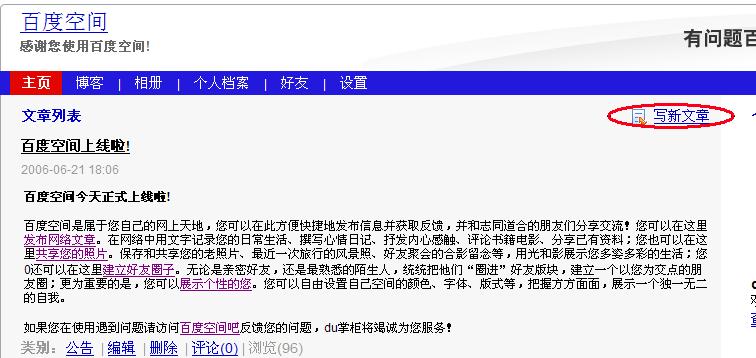 百度空间
感谢您使用百度空间!
有问题百
主页 博客 | 相册 | 个人档案 | 好友 | 设置
文章列表
写新文章
百度空间上线啦!
2006-06-21 18:06
百度空间今天正式上线啦!
百度空间是属于您自己的网上天地，您可以在此方便快捷地发布信息并获取反馈，并和志同道合的朋友们分享交流！您可以在这里
发布网络文章。在网络中用文字记录您的日常生活、撰写心情日记、抒发内心感触、评论书籍电影、分享已有资料；您也可以在这
里共享您的照片。保存和共享您的老照片、最近一次旅行的风景照、好友聚会的合影留念等，用光和影展示您多姿多彩的生活；您
0还可以在这里建立好友圈子。无论是亲密好友，还是最熟悉的陌生人，统统把他们“圈进”好友版块，建立一个以您为交点的朋
友圈；更为重要的是，您可以展示个性的您。您可以自由设置自己空间的颜色、字体、版式等，把握方方面面，展示一个独一无二
的自我。
如果您在使用遇到问题请访问百度空间吧反馈您的问题，du掌柜将竭诚为您服务！
类别：公告 | 编辑 | 删除 | 评论(0) | 浏览(96)